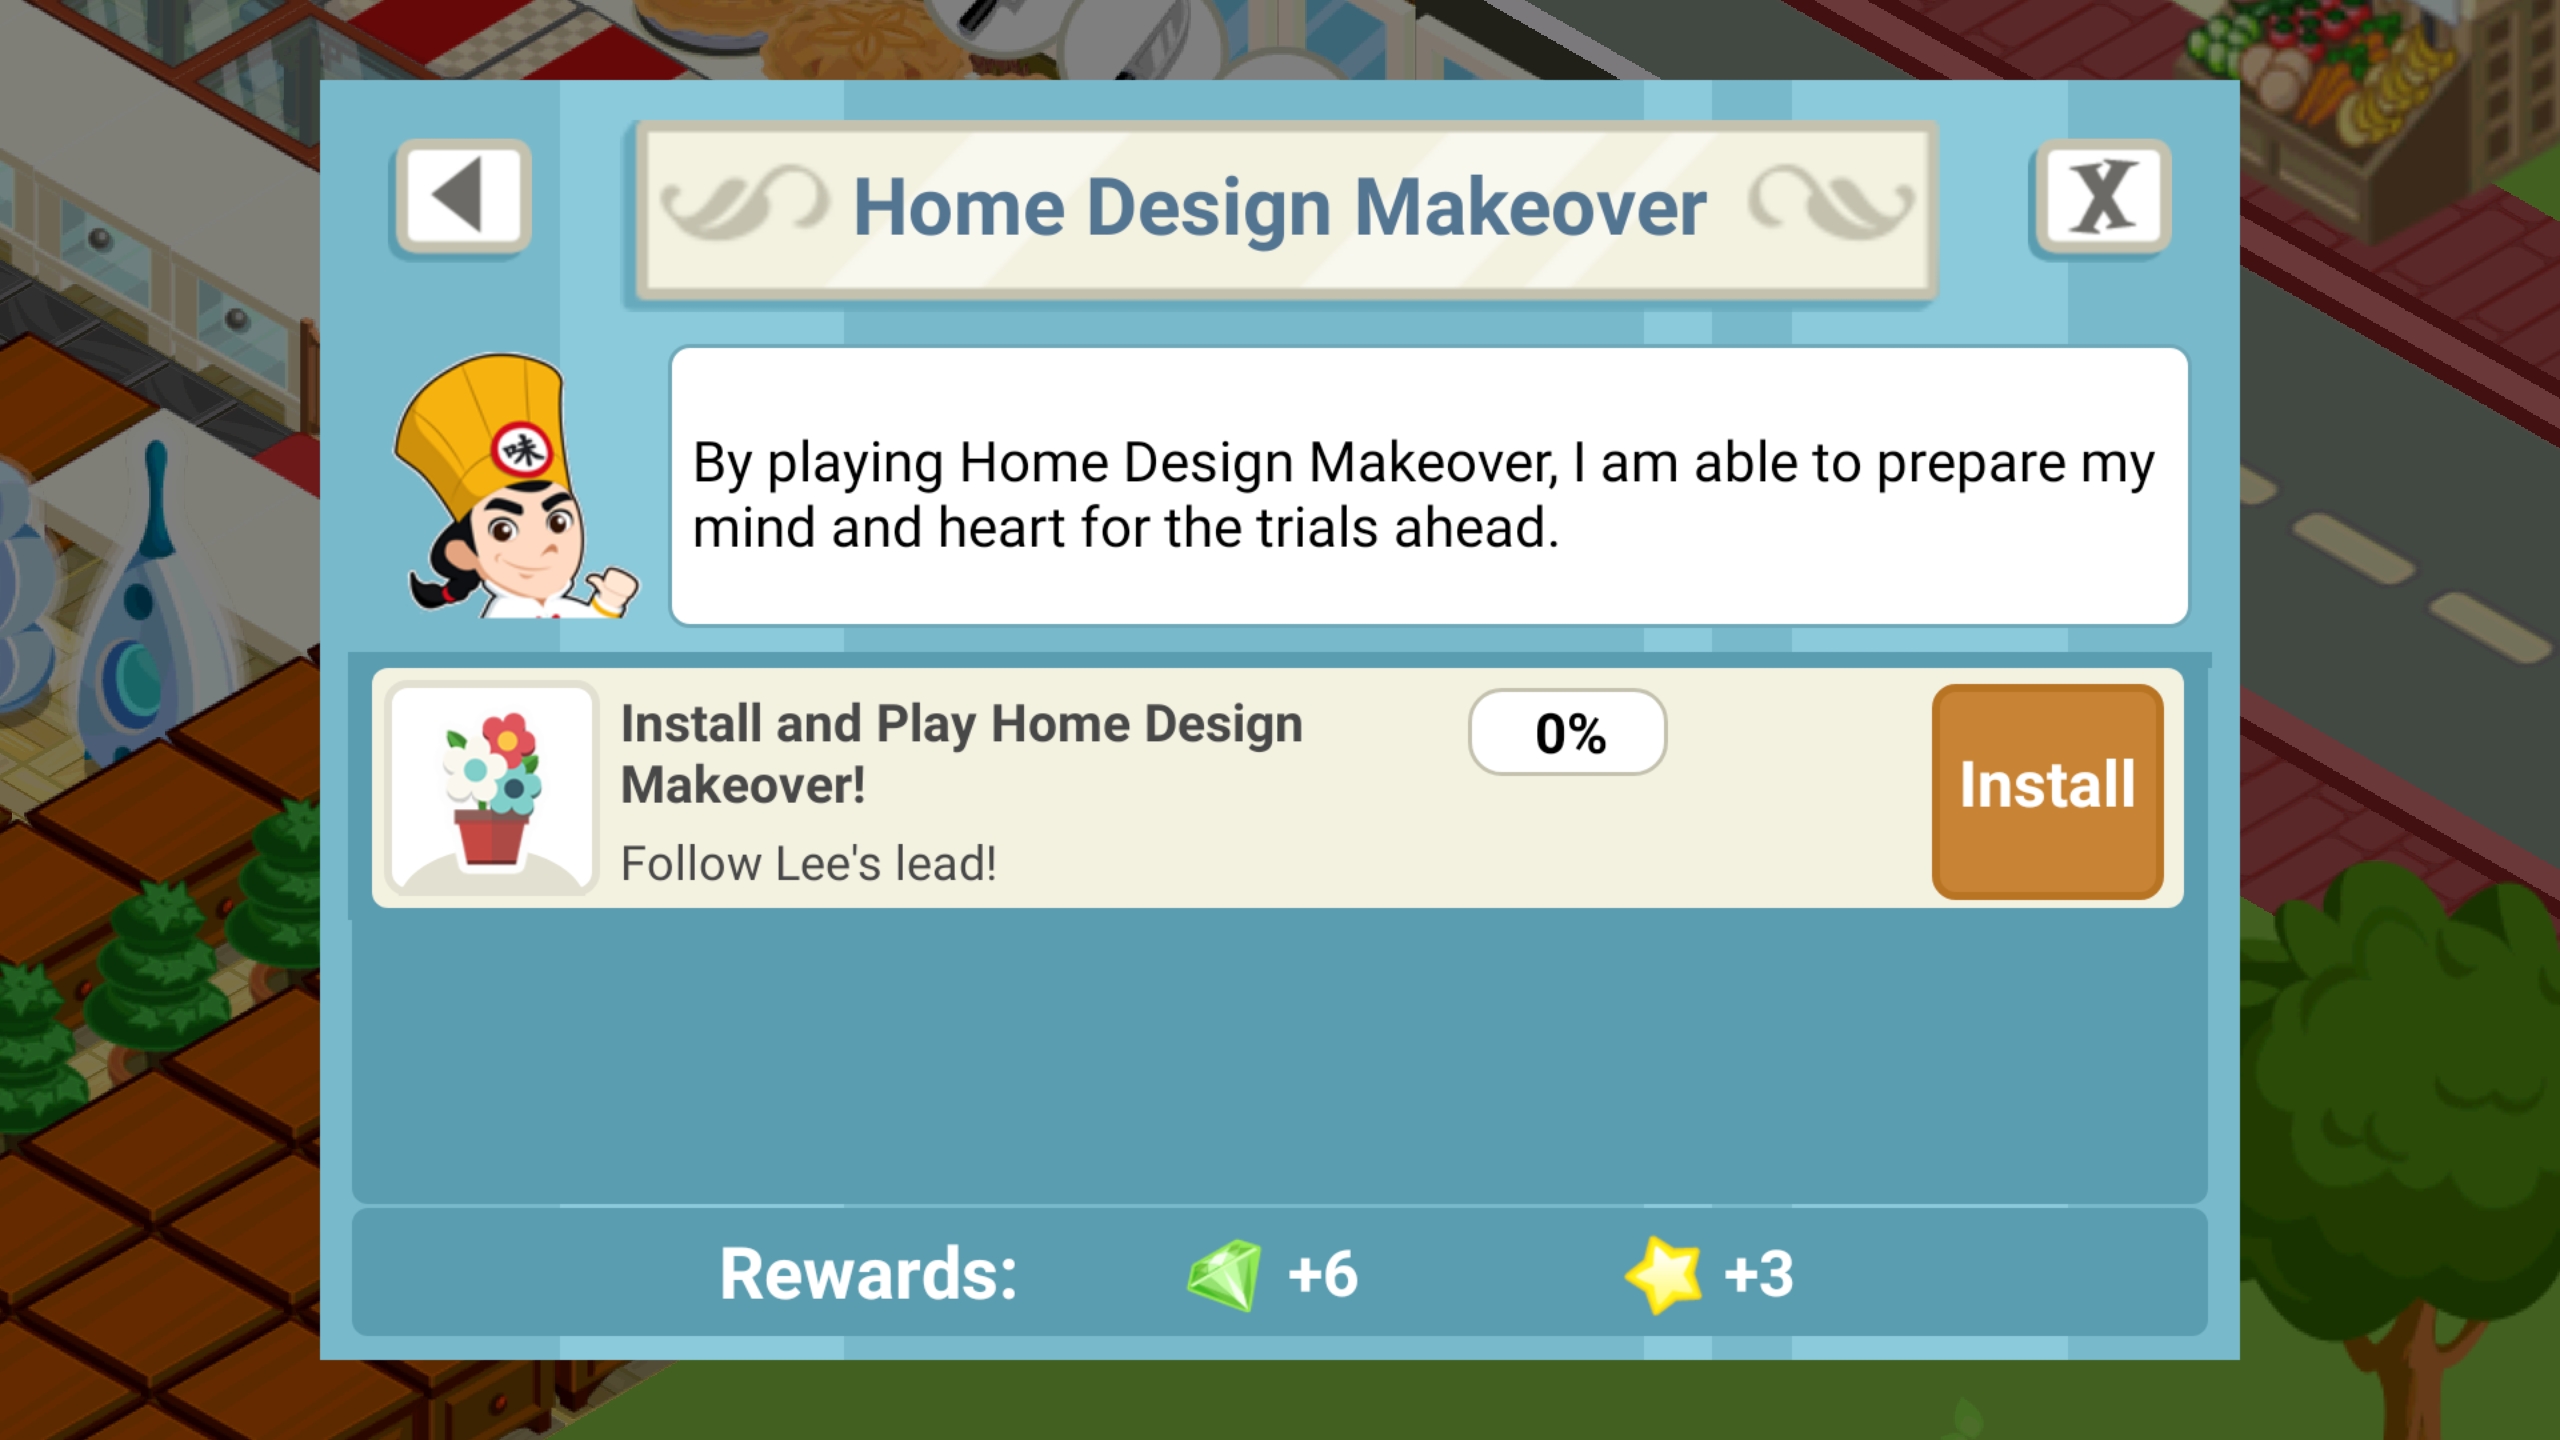 Home Design Makeover
X
味
By playing Home Design Makeover, I am able to prepare my
mind and heart for the trials ahead.
Install and Play Home Design
Makeover!
Follow Lee's lead!
0%
Install
Rewards:
+6
+3